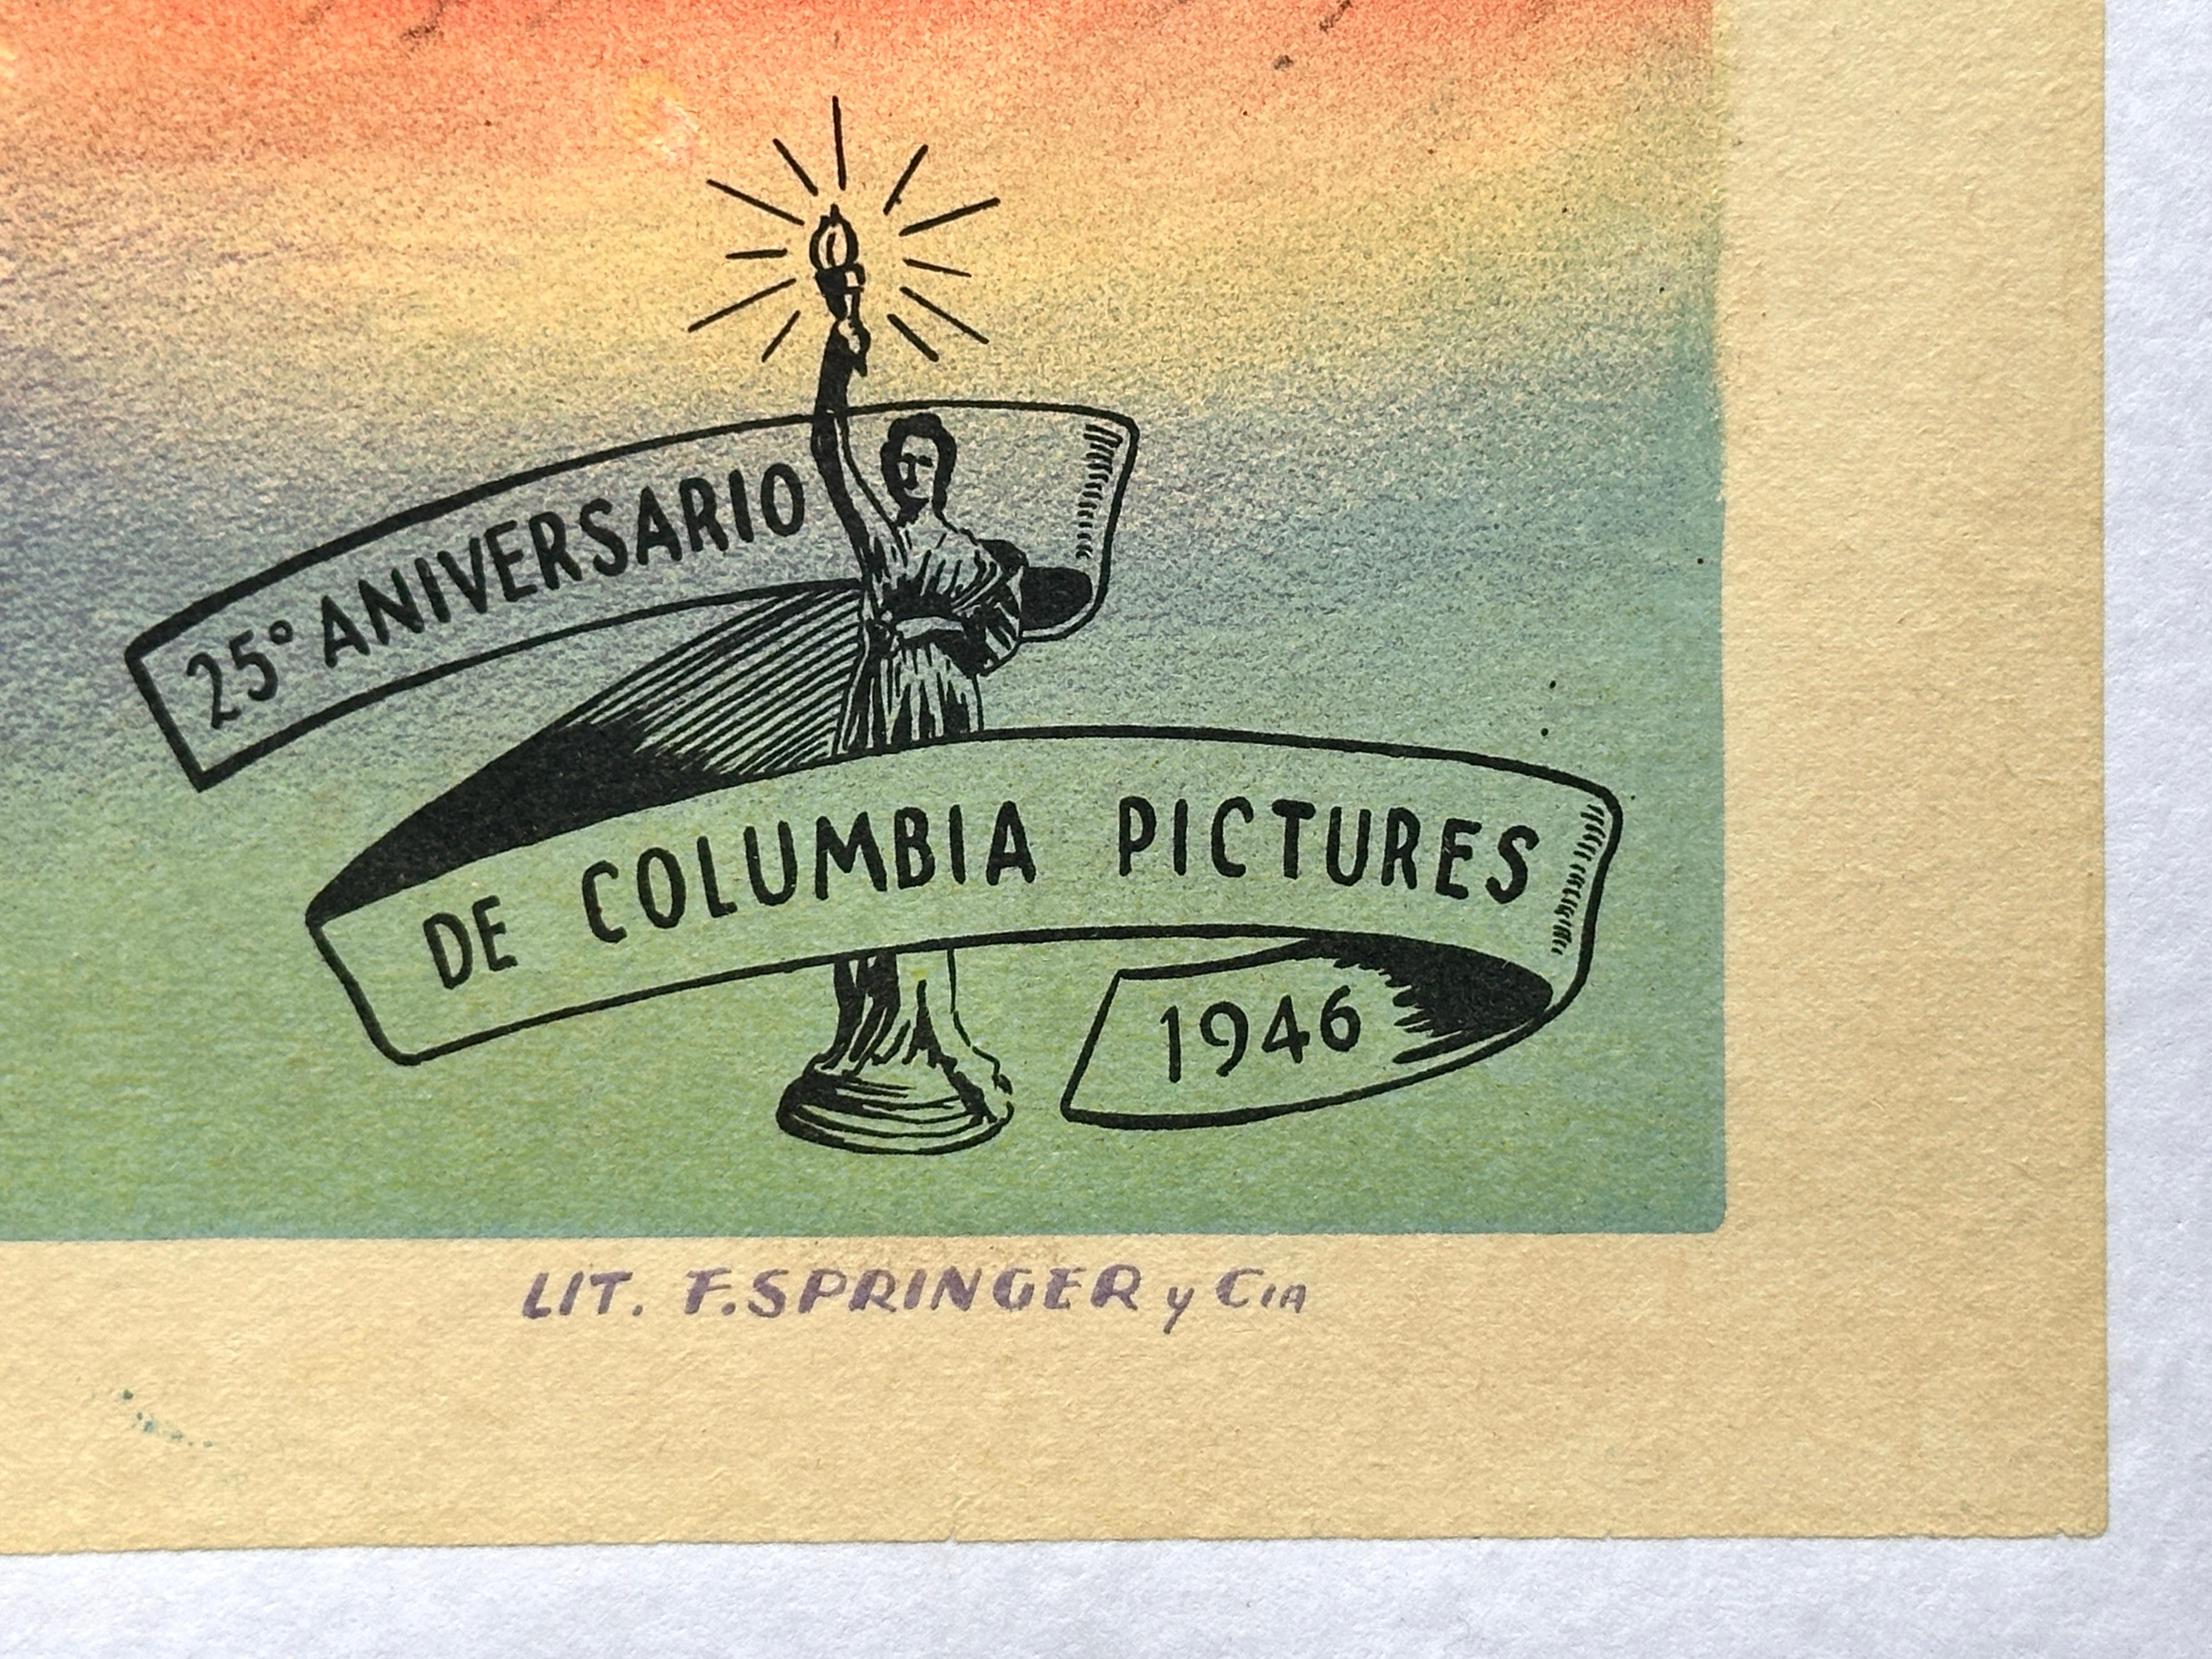 25° ANIVERSARIO
DE COLUMBIA PICTURES
1946
LIT. F. SPRINGER y CIA